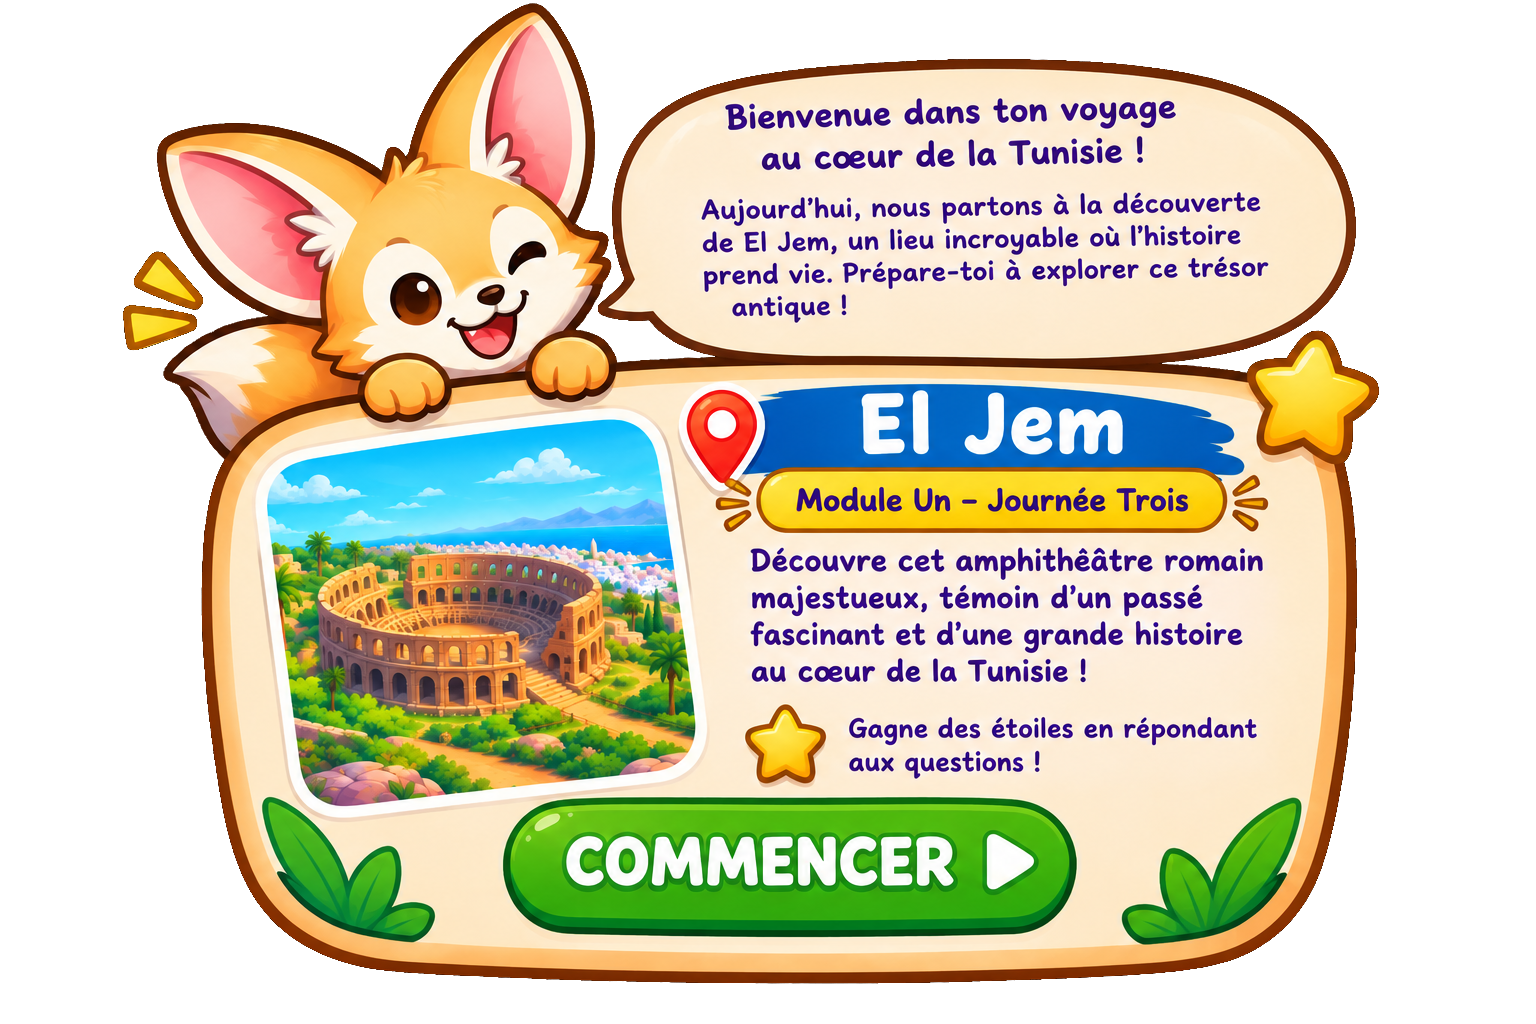 Bienvenue dans ton voyage
au cœur de la Tunisie !
Aujourd'hui, nous partons à la découverte
de El Jem, un lieu incroyable où l'histoire
prend vie. Prépare-toi à explorer ce trésor
antique !
El Jem
Module Un – Journée Trois
Découvre cet amphithêâtre romain
majestueux, témoin d'un passé
fascinant et d'une grande histoire
au cœur de la Tunisie !
Gagne des étoiles en répondant
aux questions !
COMMENCER